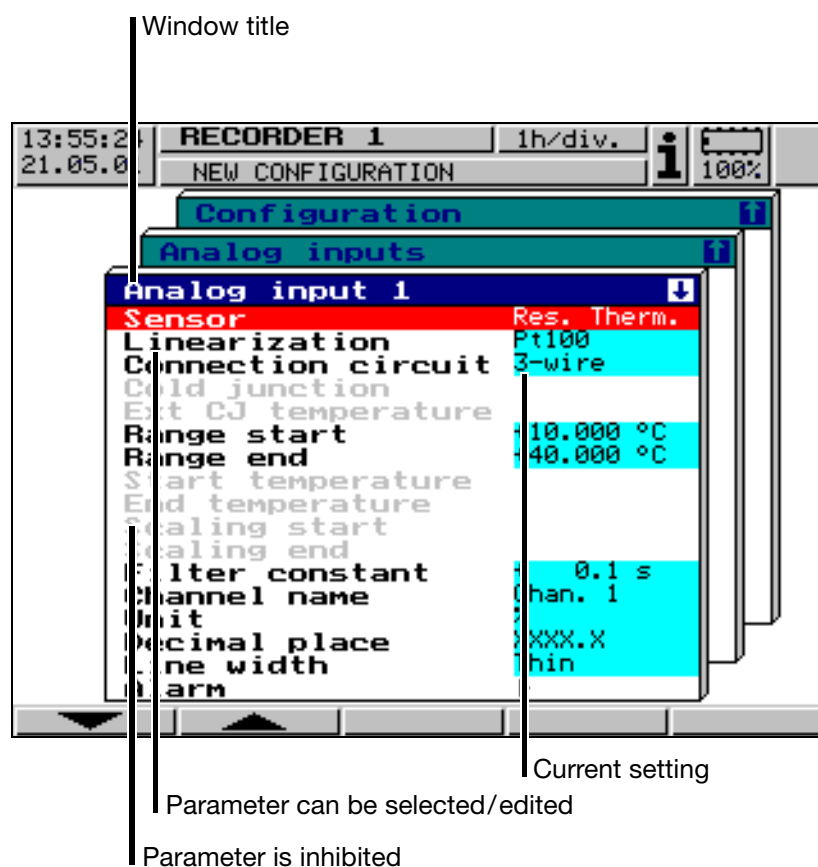 Window title
13:55:24 RECORDER 1 1h/div.
21.05.0 NEW CONFIGURATION 100%
Configuration
Analog inputs
Analog input 1
Sensor Res. Therm.
Linearization Pt100
Connection circuit 3-wire
Cold junction
Ext CJ temperature
Range start 10.000 °C
Range end 40.000 °C
Start temperature
End temperature
Scaling start
Scaling end
Filter constant 0.1 s
Channel name Chan. 1
Unit
Decimal place XXXX.X
Line width Thin
Alarm
Current setting
Parameter can be selected/edited
Parameter is inhibited